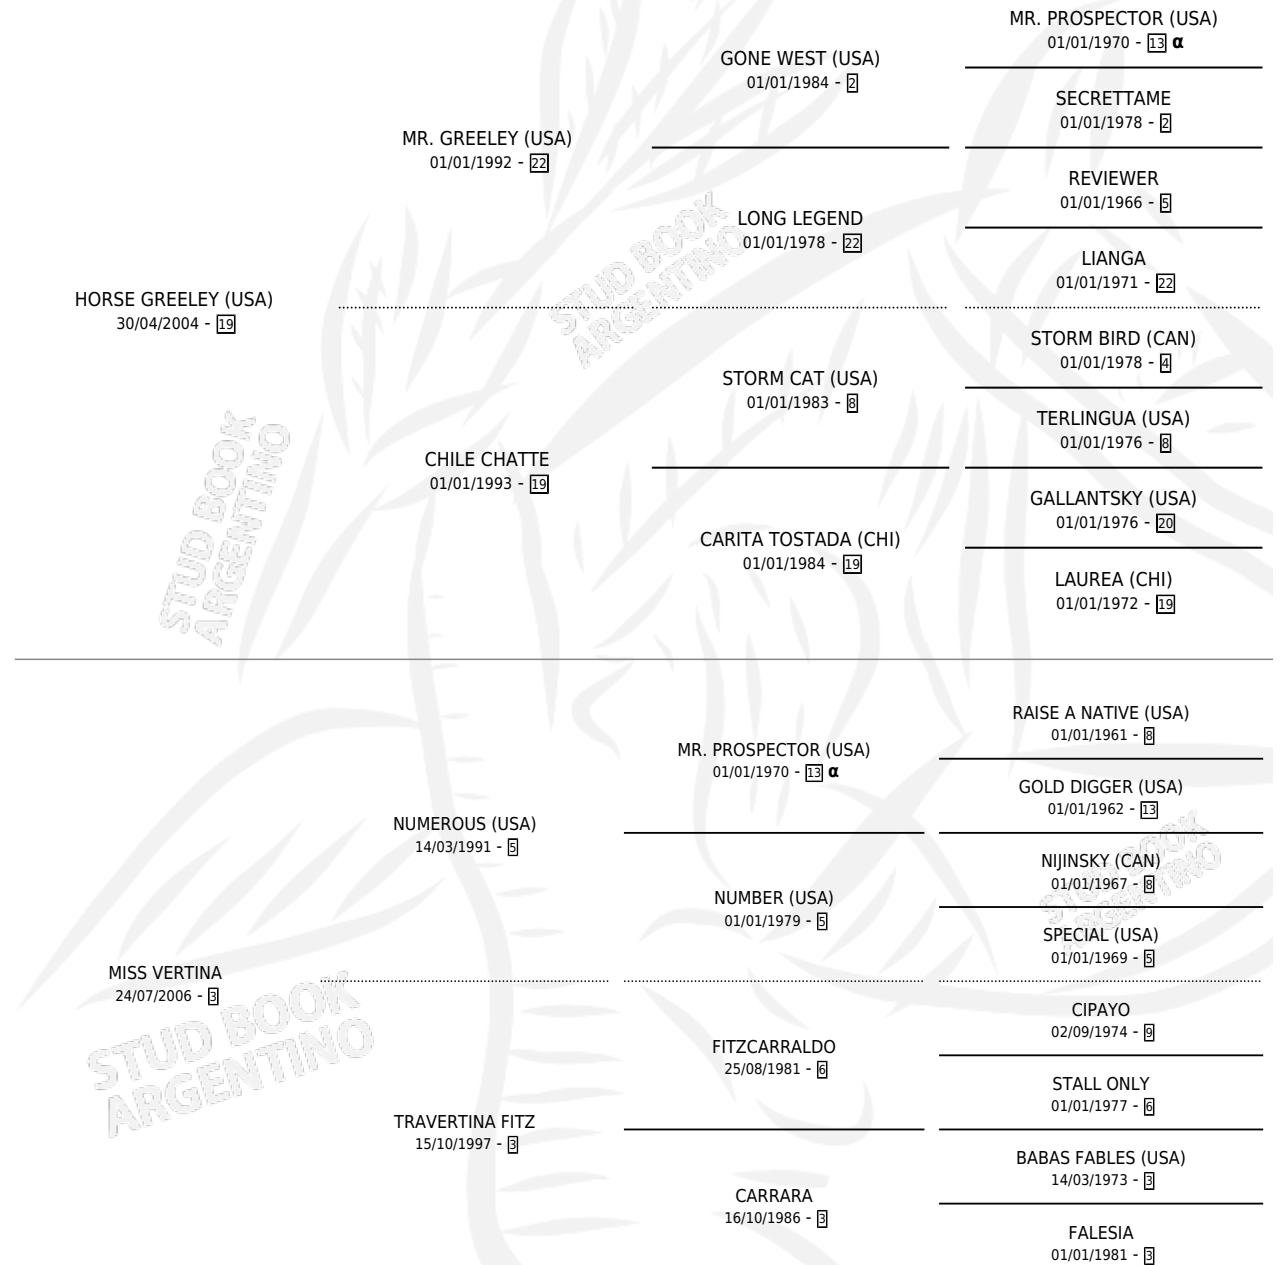 MR. PROSPECTOR (USA)
01/01/1970 - 13 α
GONE WEST (USA)
01/01/1984 - 2
SECRETTAME
01/01/1978 - 2
MR. GREELEY (USA)
01/01/1992 - 22
REVIEWER
01/01/1966 - 5
LONG LEGEND
01/01/1978 - 22
LIANGA
01/01/1971 - 22
HORSE GREELEY (USA)
30/04/2004 - 19
STORM BIRD (CAN)
01/01/1978 - 4
STORM CAT (USA)
01/01/1983 - 8
TERLINGUA (USA)
01/01/1976 - 8
CHILE CHATTE
01/01/1993 - 19
GALLANTSKY (USA)
01/01/1976 - 20
CARITA TOSTADA (CHI)
01/01/1984 - 19
LAUREA (CHI)
01/01/1972 - 19
RAISE A NATIVE (USA)
01/01/1961 - 8
MR. PROSPECTOR (USA)
01/01/1970 - 13 α
GOLD DIGGER (USA)
01/01/1962 - 13
NUMEROUS (USA)
14/03/1991 - 5
NIJINSKY (CAN)
01/01/1967 - 8
NUMBER (USA)
01/01/1979 - 5
SPECIAL (USA)
01/01/1969 - 5
MISS VERTINA
24/07/2006 - 3
CIPAYO
02/09/1974 - 9
FITZCARRALDO
25/08/1981 - 6
STALL ONLY
01/01/1977 - 6
TRAVERTINA FITZ
15/10/1997 - 3
BABAS FABLES (USA)
14/03/1973 - 3
CARRARA
16/10/1986 - 3
FALESIA
01/01/1981 - 3
STUD BOOK
ARGENTINO
STUD BOOK
ARGENTINO
STUD BOOK
ARGENTINO
STUD BOOK
ARGENTINO